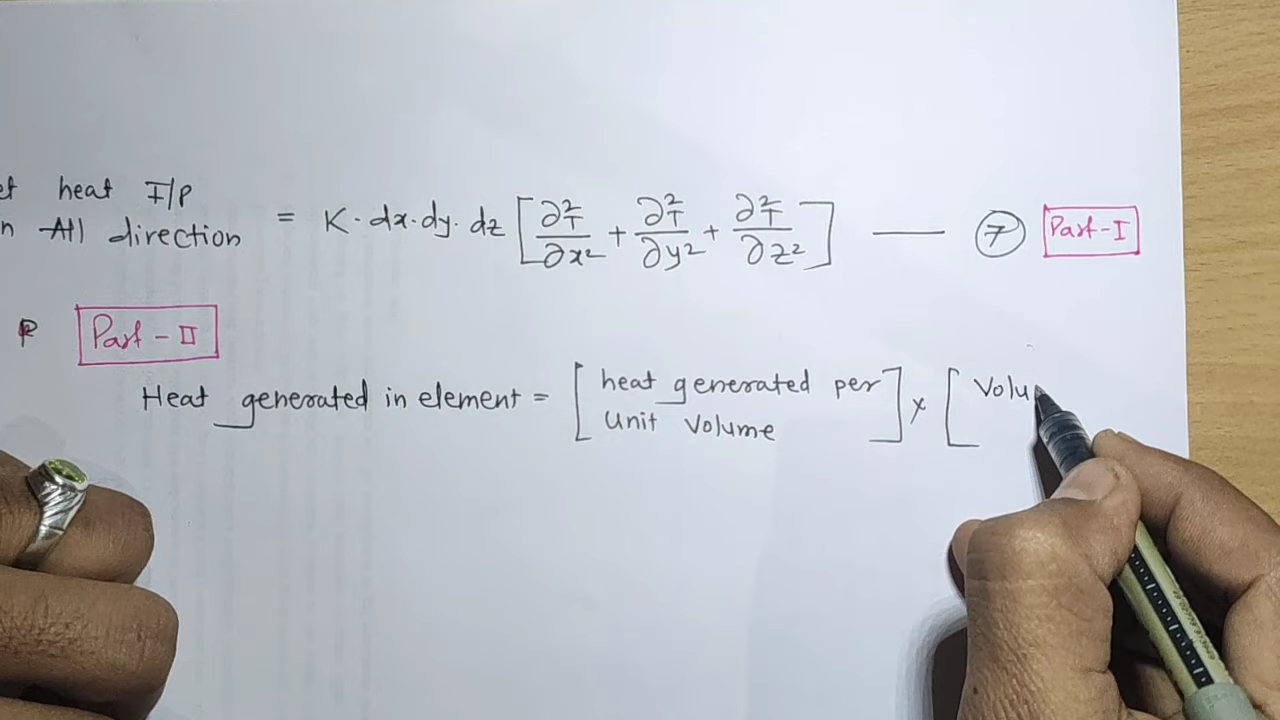 heat I/P
All direction = K · dx · dy · dz [∂²T/∂x² + ∂²T/∂y² + ∂²T/∂z²] —— 7 Part-I
Part - II
Heat generated in element = [heat generated per
Unit Volume] × [Volu